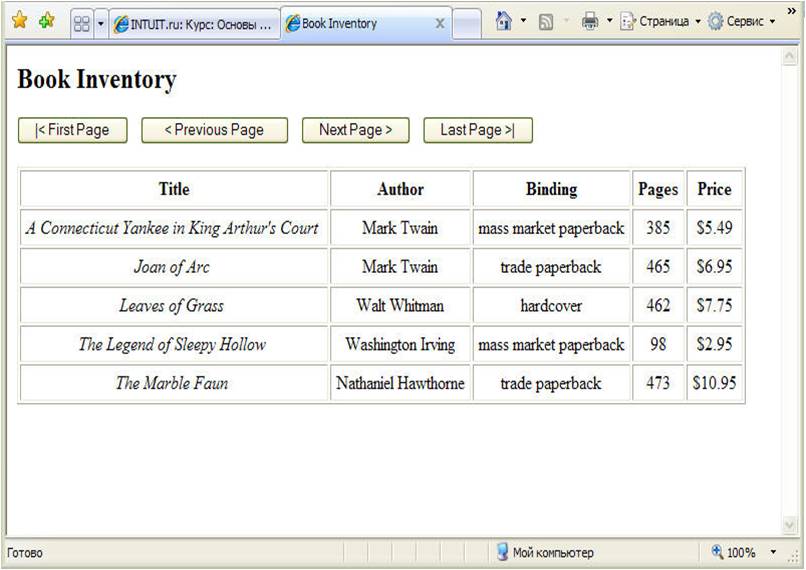 INTUIT.ru: Курс: Основы ... Book Inventory Страница Сервис »
Book Inventory
|< First Page < Previous Page Next Page > Last Page >|
Title Author Binding Pages Price
A Connecticut Yankee in King Arthur's Court Mark Twain mass market paperback 385 $5.49
Joan of Arc Mark Twain trade paperback 465 $6.95
Leaves of Grass Walt Whitman hardcover 462 $7.75
The Legend of Sleepy Hollow Washington Irving mass market paperback 98 $2.95
The Marble Faun Nathaniel Hawthorne trade paperback 473 $10.95
Готово Мой компьютер 100%